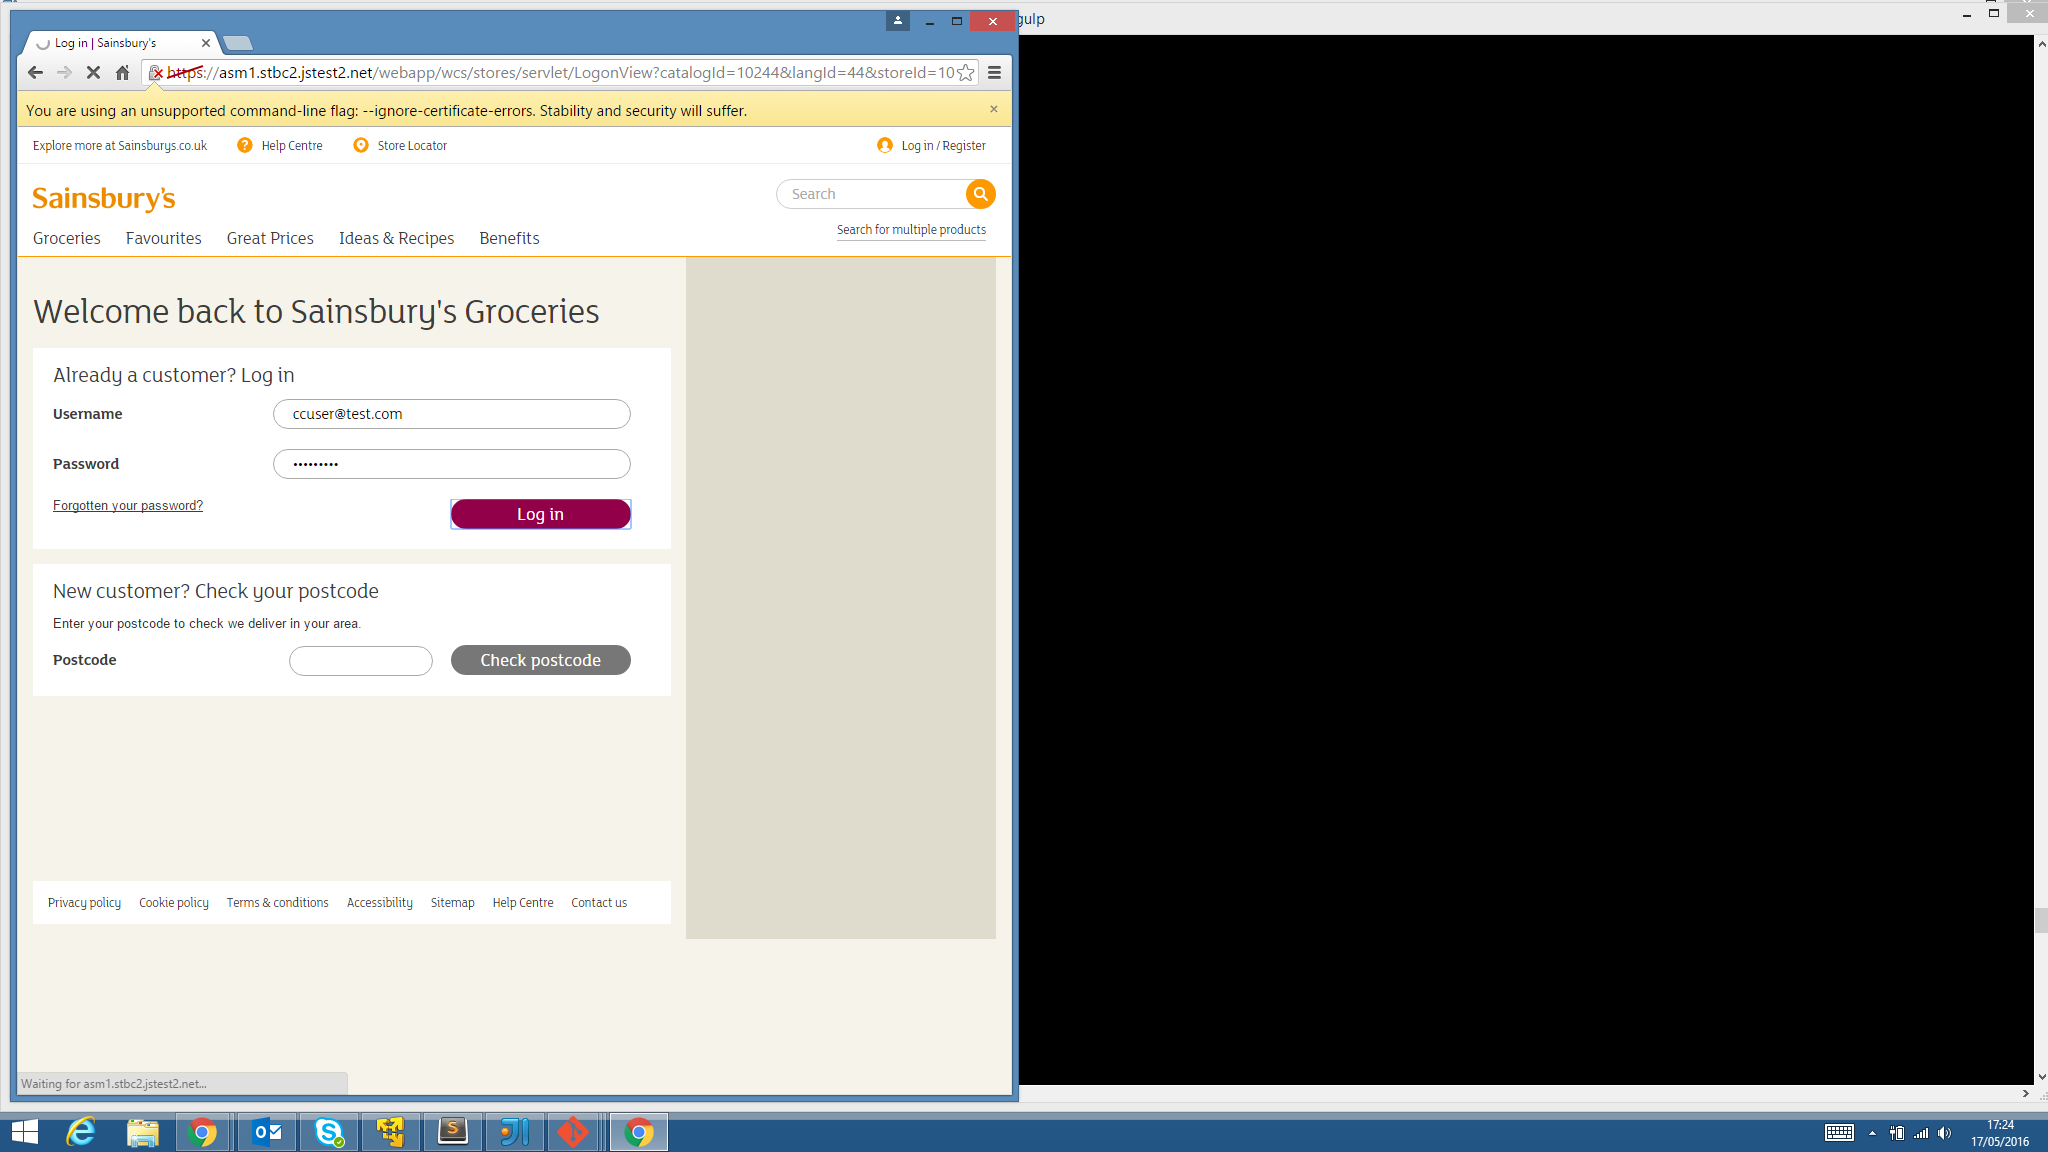 gulp
Log in | Sainsbury's
https://asm1.stbc2.jstest2.net/webapp/wcs/stores/servlet/LogonView?catalogId=10244&langId=44&storeId=10
You are using an unsupported command-line flag: --ignore-certificate-errors. Stability and security will suffer.
Explore more at Sainsburys.co.uk ? Help Centre Store Locator Log in / Register
Sainsbury's
Search
Groceries Favourites Great Prices Ideas & Recipes Benefits
Search for multiple products
Welcome back to Sainsbury's Groceries
Already a customer? Log in
Username ccuser@test.com
Password •••••••••
Forgotten your password? Log in
New customer? Check your postcode
Enter your postcode to check we deliver in your area.
Postcode Check postcode
Privacy policy Cookie policy Terms & conditions Accessibility Sitemap Help Centre Contact us
Waiting for asm1.stbc2.jstest2.net...
17:24
17/05/2016